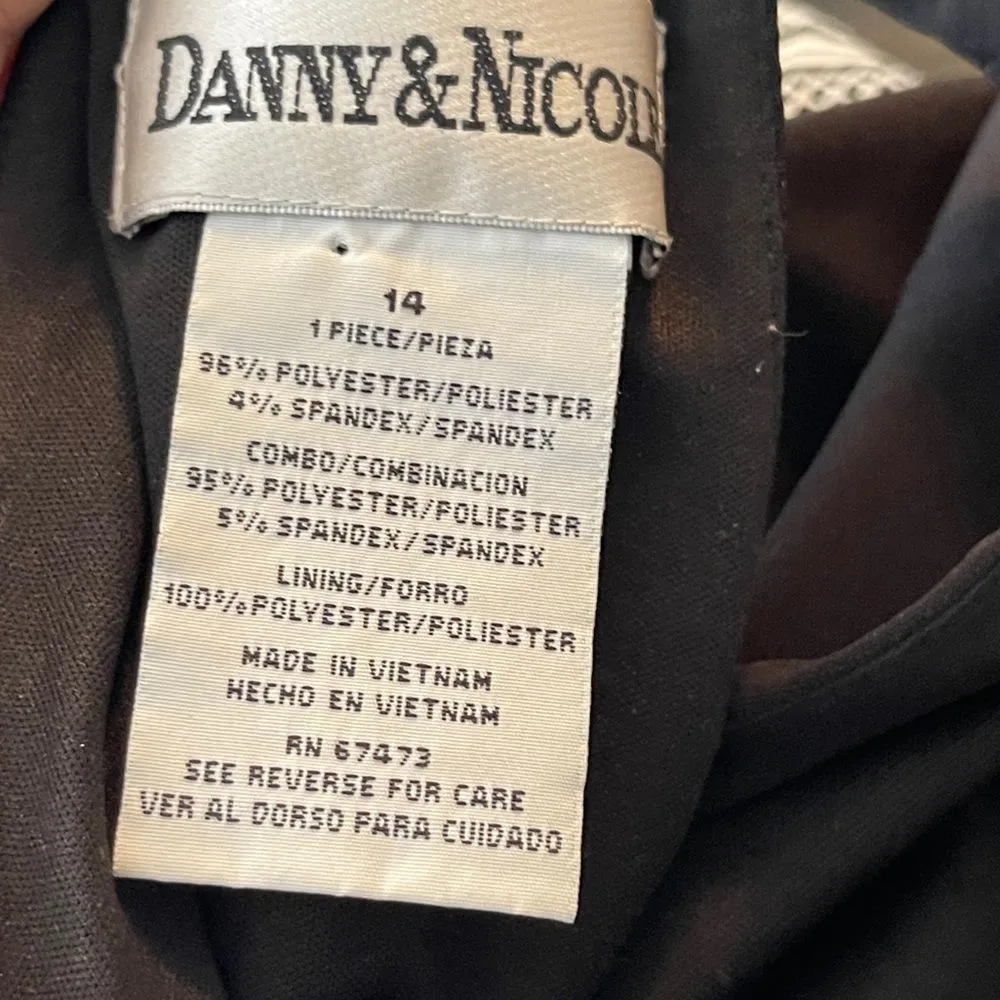 DANNY & NICOLE
14
1 PIECE/PIEZA
96% POLYESTER/POLIESTER
4% SPANDEX/SPANDEX
COMBO/COMBINACION
95% POLYESTER/POLIESTER
5% SPANDEX/SPANDEX
LINING/FORRO
100% POLYESTER/POLIESTER
MADE IN VIETNAM
HECHO EN VIETNAM
RN 67473
SEE REVERSE FOR CARE
VER AL DORSO PARA CUIDADO